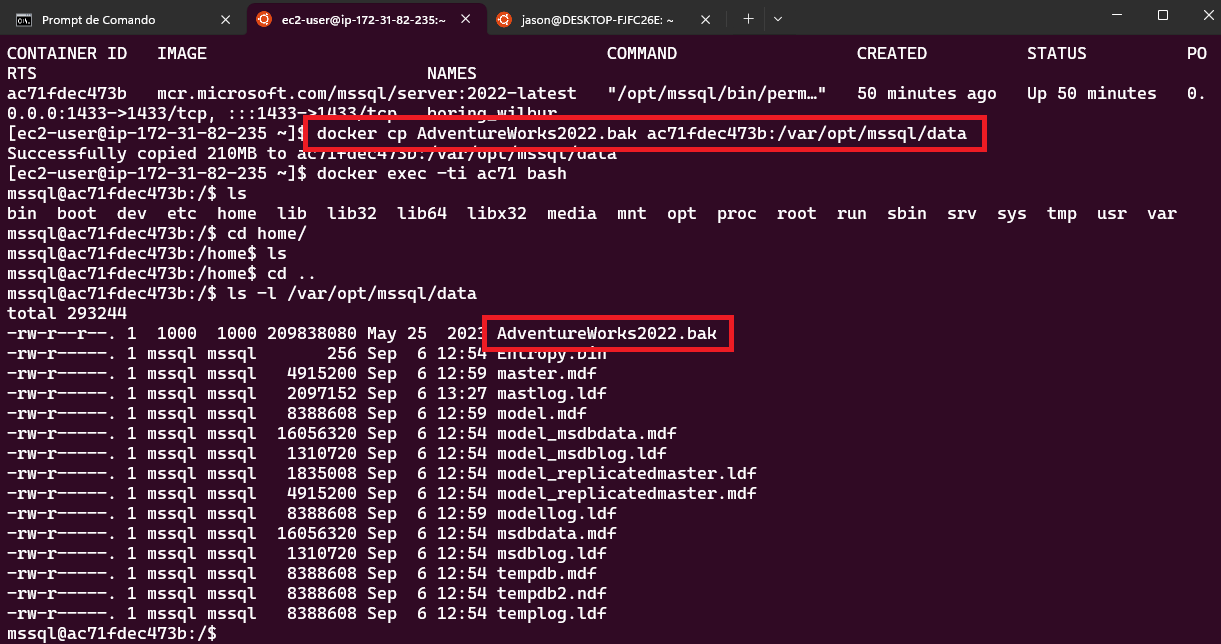 Prompt de Comando
ec2-user@ip-172-31-82-235:~
jason@DESKTOP-FJFC26E: ~
CONTAINER ID   IMAGE                                        COMMAND                  CREATED          STATUS          PO
RTS                                       NAMES
ac71fdec473b   mcr.microsoft.com/mssql/server:2022-latest   "/opt/mssql/bin/perm…"   50 minutes ago   Up 50 minutes   0.
0.0.0:1433->1433/tcp, :::1433->1433/tcp   boring_wilbur
[ec2-user@ip-172-31-82-235 ~]$ docker cp AdventureWorks2022.bak ac71fdec473b:/var/opt/mssql/data
Successfully copied 210MB to ac71fdec473b:/var/opt/mssql/data
[ec2-user@ip-172-31-82-235 ~]$ docker exec -ti ac71 bash
mssql@ac71fdec473b:/$ ls
bin  boot  dev  etc  home  lib  lib32  lib64  libx32  media  mnt  opt  proc  root  run  sbin  srv  sys  tmp  usr  var
mssql@ac71fdec473b:/$ cd home/
mssql@ac71fdec473b:/home$ ls
mssql@ac71fdec473b:/home$ cd ..
mssql@ac71fdec473b:/$ ls -l /var/opt/mssql/data
total 293244
-rw-r--r--. 1  1000  1000 209838080 May 25  2023 AdventureWorks2022.bak
-rw-r-----. 1 mssql mssql       256 Sep  6 12:54 Entropy.bin
-rw-r-----. 1 mssql mssql   4915200 Sep  6 12:59 master.mdf
-rw-r-----. 1 mssql mssql   2097152 Sep  6 13:27 mastlog.ldf
-rw-r-----. 1 mssql mssql   8388608 Sep  6 12:59 model.mdf
-rw-r-----. 1 mssql mssql  16056320 Sep  6 12:54 model_msdbdata.mdf
-rw-r-----. 1 mssql mssql   1310720 Sep  6 12:54 model_msdblog.ldf
-rw-r-----. 1 mssql mssql   1835008 Sep  6 12:54 model_replicatedmaster.ldf
-rw-r-----. 1 mssql mssql   4915200 Sep  6 12:54 model_replicatedmaster.mdf
-rw-r-----. 1 mssql mssql   8388608 Sep  6 12:59 modellog.ldf
-rw-r-----. 1 mssql mssql  16056320 Sep  6 12:54 msdbdata.mdf
-rw-r-----. 1 mssql mssql   1310720 Sep  6 12:54 msdblog.ldf
-rw-r-----. 1 mssql mssql   8388608 Sep  6 12:54 tempdb.mdf
-rw-r-----. 1 mssql mssql   8388608 Sep  6 12:54 tempdb2.ndf
-rw-r-----. 1 mssql mssql   8388608 Sep  6 12:54 templog.ldf
mssql@ac71fdec473b:/$